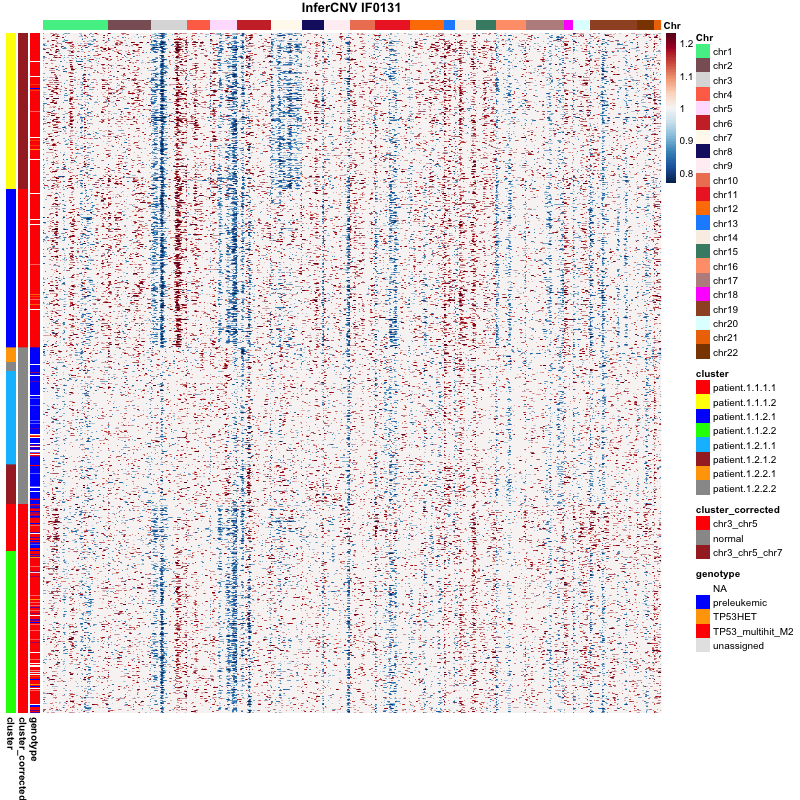 InferCNV IF0131
Chr
1.2
1.1
1
0.9
0.8
Chr
chr1
chr2
chr3
chr4
chr5
chr6
chr7
chr8
chr9
chr10
chr11
chr12
chr13
chr14
chr15
chr16
chr17
chr18
chr19
chr20
chr21
chr22
cluster
patient.1.1.1.1
patient.1.1.1.2
patient.1.1.2.1
patient.1.1.2.2
patient.1.2.1.1
patient.1.2.1.2
patient.1.2.2.1
patient.1.2.2.2
cluster_corrected
chr3_chr5
normal
chr3_chr5_chr7
genotype
NA
preleukemic
TP53HET
TP53_multihit_M2
unassigned
cluster
cluster_corrected
genotype